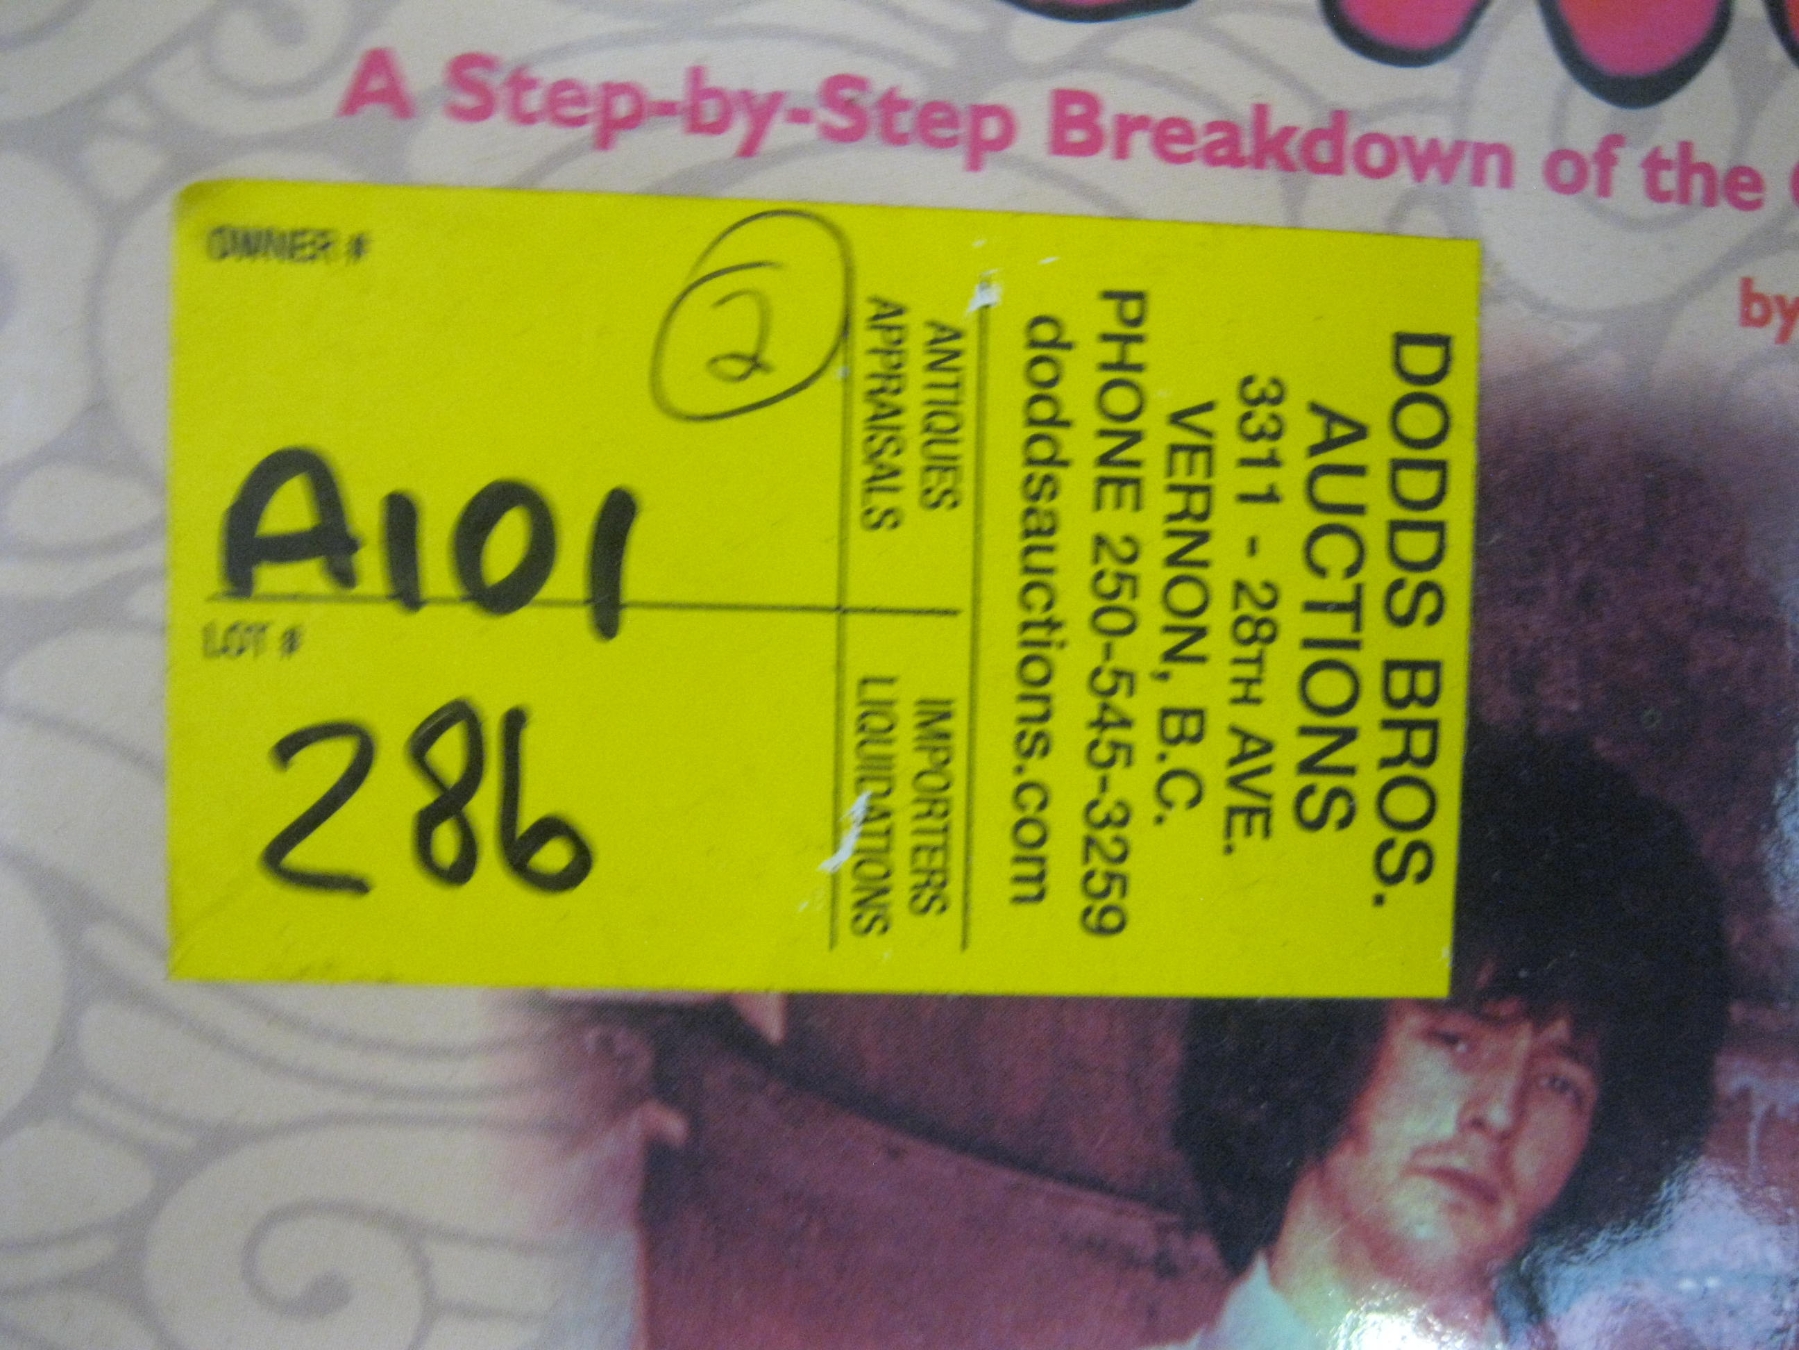 A Step-by-Step Breakdown of the
by
OWNER #
2
A101
LOT #
286
DODDS BROS.
AUCTIONS
3311 - 28TH AVE.
VERNON, B.C.
PHONE 250-545-3259
doddsauctions.com
ANTIQUES
APPRAISALS
IMPORTERS
LIQUIDATIONS